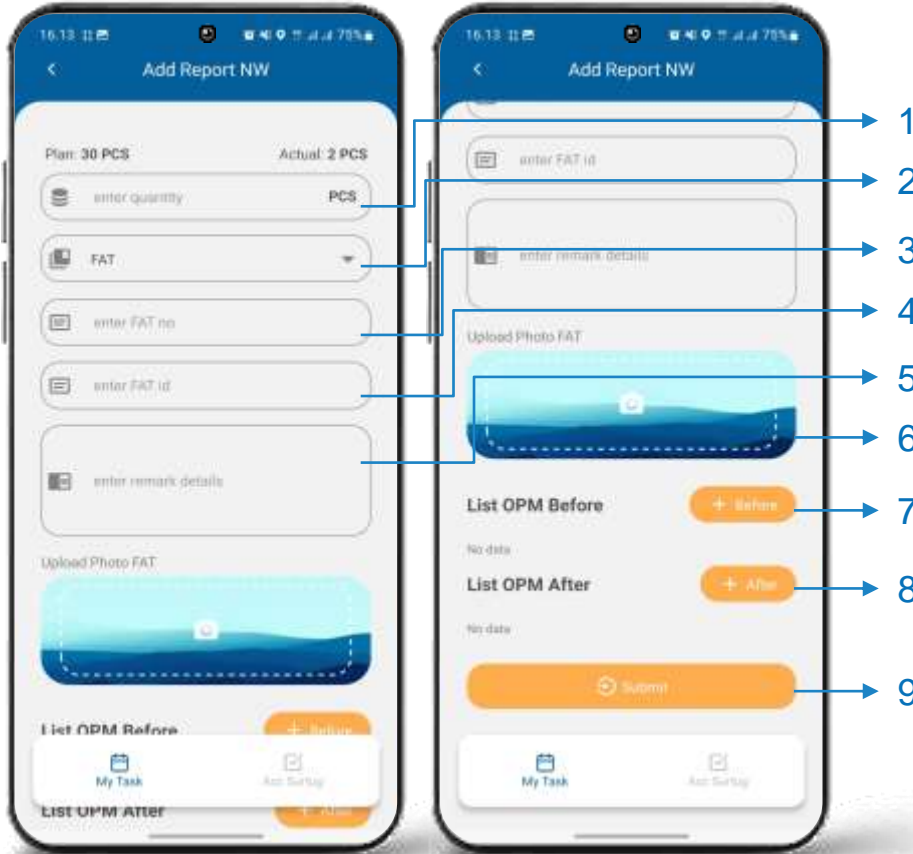 16.13
75%
Add Report NW
Plan: 30 PCS
Actual: 2 PCS
enter quantity
PCS
FAT
enter FAT no
enter FAT id
enter remark details
Upload Photo FAT
List OPM Before
+ Before
My Task
List OPM After
+ After
16.13
75%
Add Report NW
enter FAT id
enter remark details
Upload Photo FAT
List OPM Before
+ Before
No data
List OPM After
+ After
No data
Submit
My Task
1
2
3
4
5
6
7
8
9